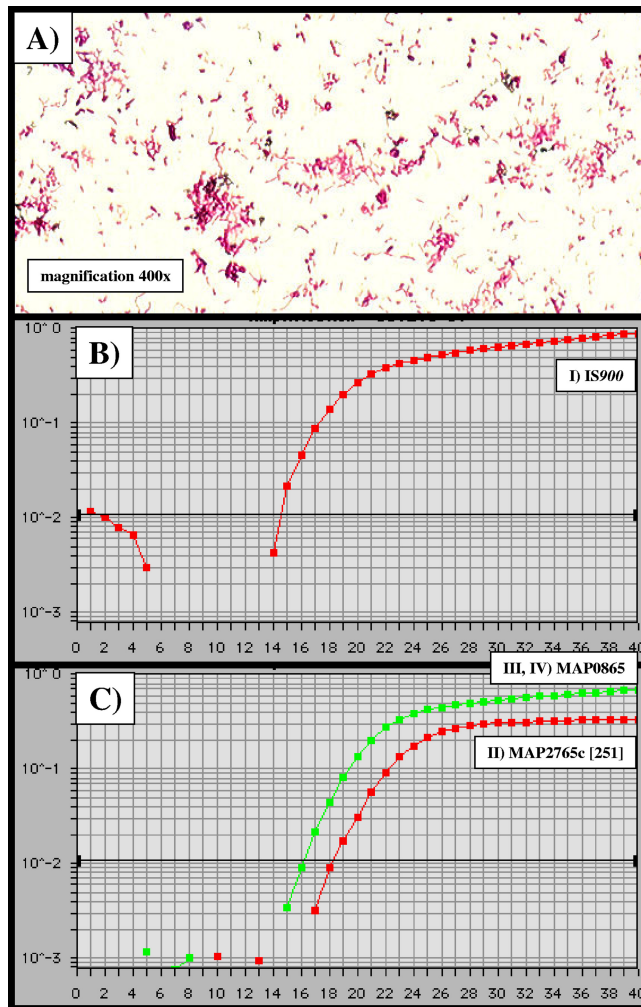 A)
magnification 400x
B)
10^ 0
I) IS900
10^-1
10^-2
10^-3
0 2 4 6 8 10 12 14 16 18 20 22 24 26 28 30 32 34 36 38 40
III, IV) MAP0865
C)
10^ 0
II) MAP2765c [251]
10^-1
10^-2
10^-3
0 2 4 6 8 10 12 14 16 18 20 22 24 26 28 30 32 34 36 38 40